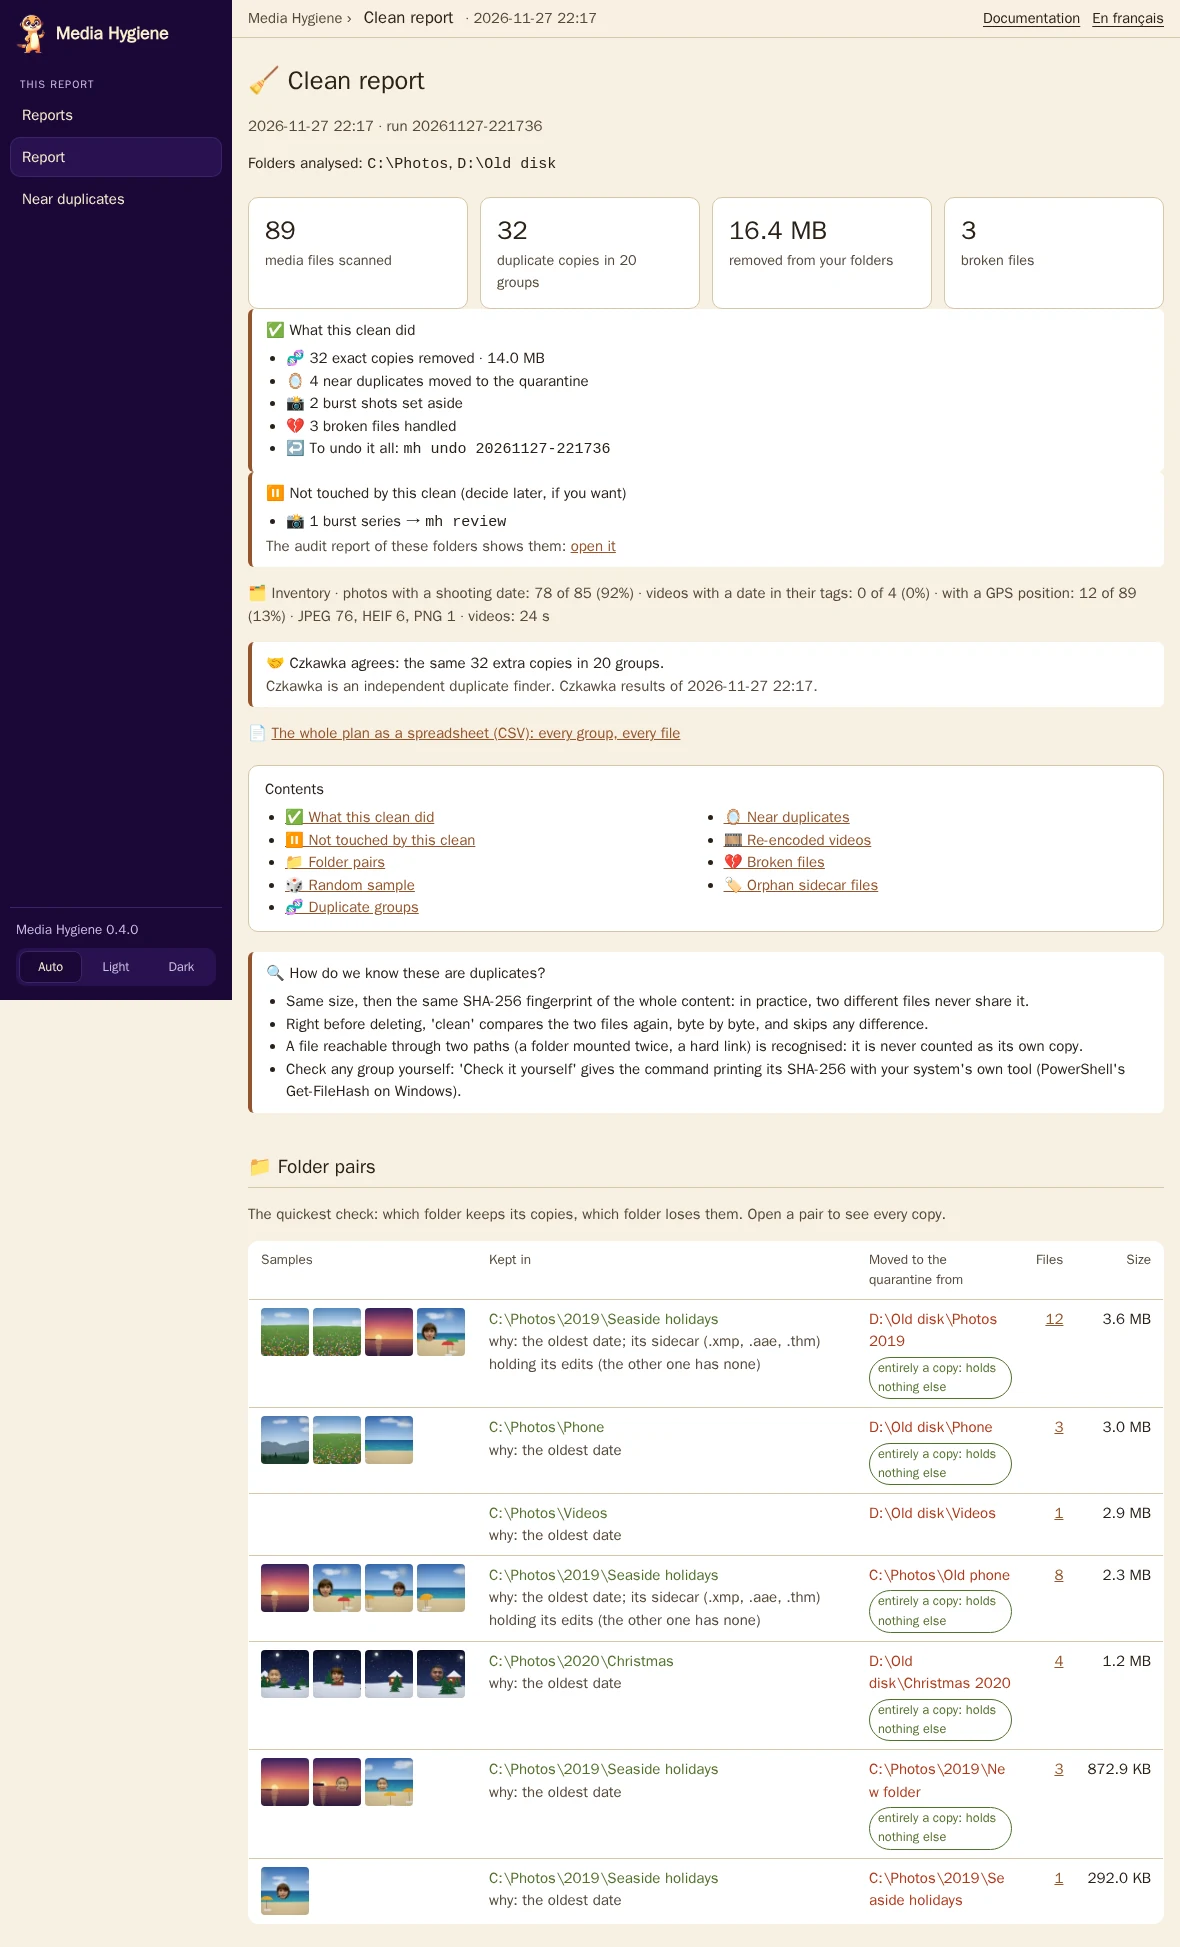 Media Hygiene
THIS REPORT
Reports
Report
Near duplicates
Media Hygiene 0.4.0
Auto
Light
Dark
Media Hygiene › Clean report · 2026-11-27 22:17
Documentation
En français
Clean report
2026-11-27 22:17 · run 20261127-221736
Folders analysed: C:\Photos, D:\Old disk
89
media files scanned
32
duplicate copies in 20
groups
16.4 MB
removed from your folders
3
broken files
✅ What this clean did
• 🧬 32 exact copies removed · 14.0 MB
• 🪞 4 near duplicates moved to the quarantine
• 📸 2 burst shots set aside
• 💔 3 broken files handled
• ↩️ To undo it all: mh undo 20261127-221736
⏸️ Not touched by this clean (decide later, if you want)
• 📸 1 burst series → mh review
The audit report of these folders shows them: open it
🗂️ Inventory · photos with a shooting date: 78 of 85 (92%) · videos with a date in their tags: 0 of 4 (0%) · with a GPS position: 12 of 89
(13%) · JPEG 76, HEIF 6, PNG 1 · videos: 24 s
🤝 Czkawka agrees: the same 32 extra copies in 20 groups.
Czkawka is an independent duplicate finder. Czkawka results of 2026-11-27 22:17.
📄 The whole plan as a spreadsheet (CSV): every group, every file
Contents
• ✅ What this clean did
• ⏸️ Not touched by this clean
• 📁 Folder pairs
• 🎲 Random sample
• 🧬 Duplicate groups
• 🪞 Near duplicates
• 🎞️ Re-encoded videos
• 💔 Broken files
• 🏷️ Orphan sidecar files
🔍 How do we know these are duplicates?
• Same size, then the same SHA-256 fingerprint of the whole content: in practice, two different files never share it.
• Right before deleting, 'clean' compares the two files again, byte by byte, and skips any difference.
• A file reachable through two paths (a folder mounted twice, a hard link) is recognised: it is never counted as its own copy.
• Check any group yourself: 'Check it yourself' gives the command printing its SHA-256 with your system's own tool (PowerShell's
Get-FileHash on Windows).
📁 Folder pairs
The quickest check: which folder keeps its copies, which folder loses them. Open a pair to see every copy.
Samples
Kept in
Moved to the
quarantine from
Files
Size
C:\Photos\2019\Seaside holidays
why: the oldest date; its sidecar (.xmp, .aae, .thm)
holding its edits (the other one has none)
D:\Old disk\Photos
2019
entirely a copy: holds
nothing else
12
3.6 MB
C:\Photos\Phone
why: the oldest date
D:\Old disk\Phone
entirely a copy: holds
nothing else
3
3.0 MB
C:\Photos\Videos
why: the oldest date
D:\Old disk\Videos
1
2.9 MB
C:\Photos\2019\Seaside holidays
why: the oldest date; its sidecar (.xmp, .aae, .thm)
holding its edits (the other one has none)
C:\Photos\Old phone
entirely a copy: holds
nothing else
8
2.3 MB
C:\Photos\2020\Christmas
why: the oldest date
D:\Old
disk\Christmas 2020
entirely a copy: holds
nothing else
4
1.2 MB
C:\Photos\2019\Seaside holidays
why: the oldest date
C:\Photos\2019\Ne
w folder
entirely a copy: holds
nothing else
3
872.9 KB
C:\Photos\2019\Seaside holidays
why: the oldest date
C:\Photos\2019\Se
aside holidays
1
292.0 KB